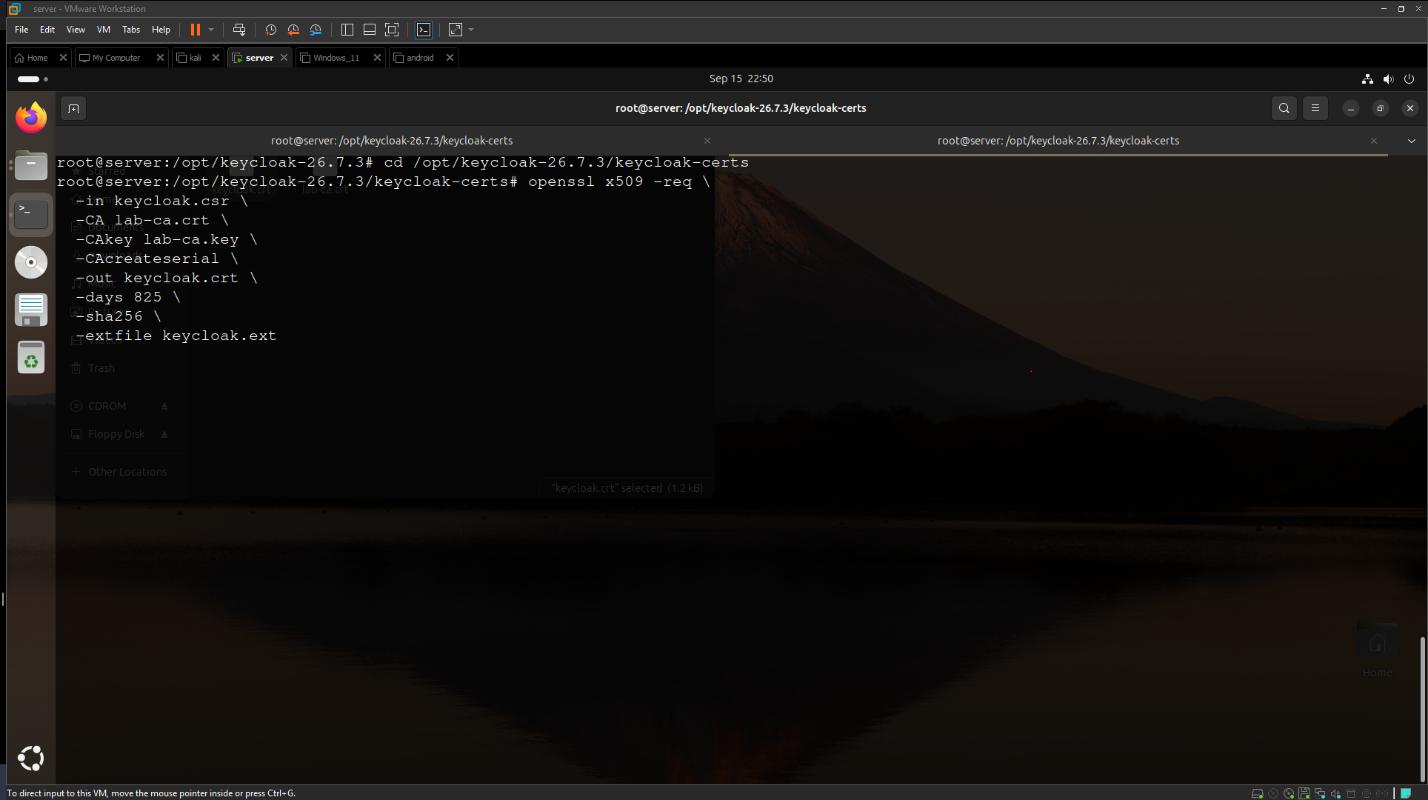 server - VMware Workstation
File Edit View VM Tabs Help
Home My Computer kali server Windows_11 android
Sep 15 22:50
root@server: /opt/keycloak-26.7.3/keycloak-certs
root@server: /opt/keycloak-26.7.3/keycloak-certs root@server: /opt/keycloak-26.7.3/keycloak-certs
root@server:/opt/keycloak-26.7.3# cd /opt/keycloak-26.7.3/keycloak-certs
root@server:/opt/keycloak-26.7.3/keycloak-certs# openssl x509 -req \
-in keycloak.csr \
-CA lab-ca.crt \
-CAkey lab-ca.key \
-CAcreateserial \
-out keycloak.crt \
-days 825 \
-sha256 \
-extfile keycloak.ext
Starred
Documents
Trash
CDROM
Floppy Disk
Other Locations
"keycloak.crt" selected (1.2 kB)
Home
To direct input to this VM, move the mouse pointer inside or press Ctrl+G.